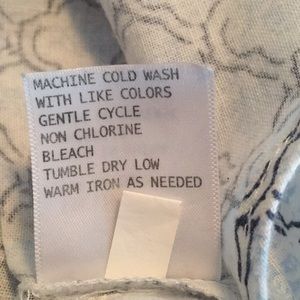 MACHINE COLD WASH
WITH LIKE COLORS
GENTLE CYCLE
NON CHLORINE
BLEACH
TUMBLE DRY LOW
WARM IRON AS NEEDED